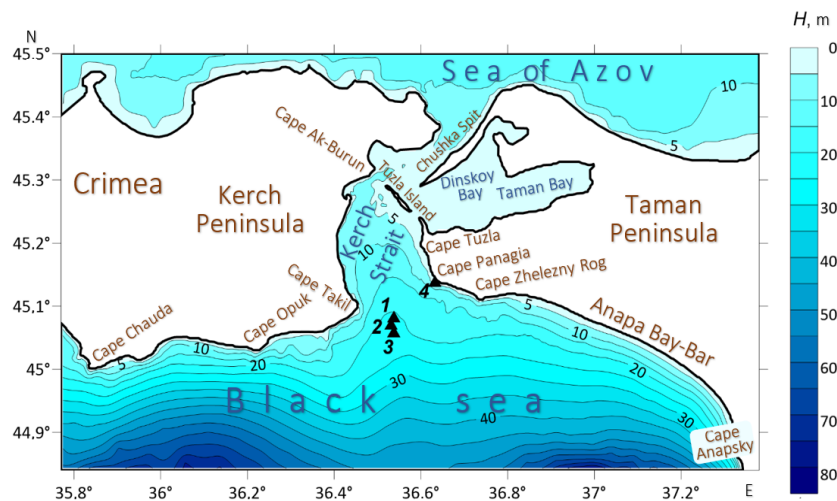 H, m
N
45.5°
45.4°
45.3°
45.2°
45.1°
45°
44.9°
35.8°
36°
36.2°
36.4°
36.6°
36.8°
37°
37.2°
E
0
10
20
30
40
50
60
70
80
Sea of Azov
10
5
Cape Ak-Burun
Chushka Spit
Tuzla Island
Dinskoy
Bay
Taman Bay
Crimea
Kerch
Peninsula
Taman
Peninsula
Kerch
Strait
5
10
Cape Tuzla
Cape Panagia
Cape Zhelezny Rog
Cape Takil
Cape Opuk
Cape Chauda
1
2
3
4
Anapa Bay-Bar
5
10
20
30
5
10
20
30
40
Black sea
Cape
Anapsky